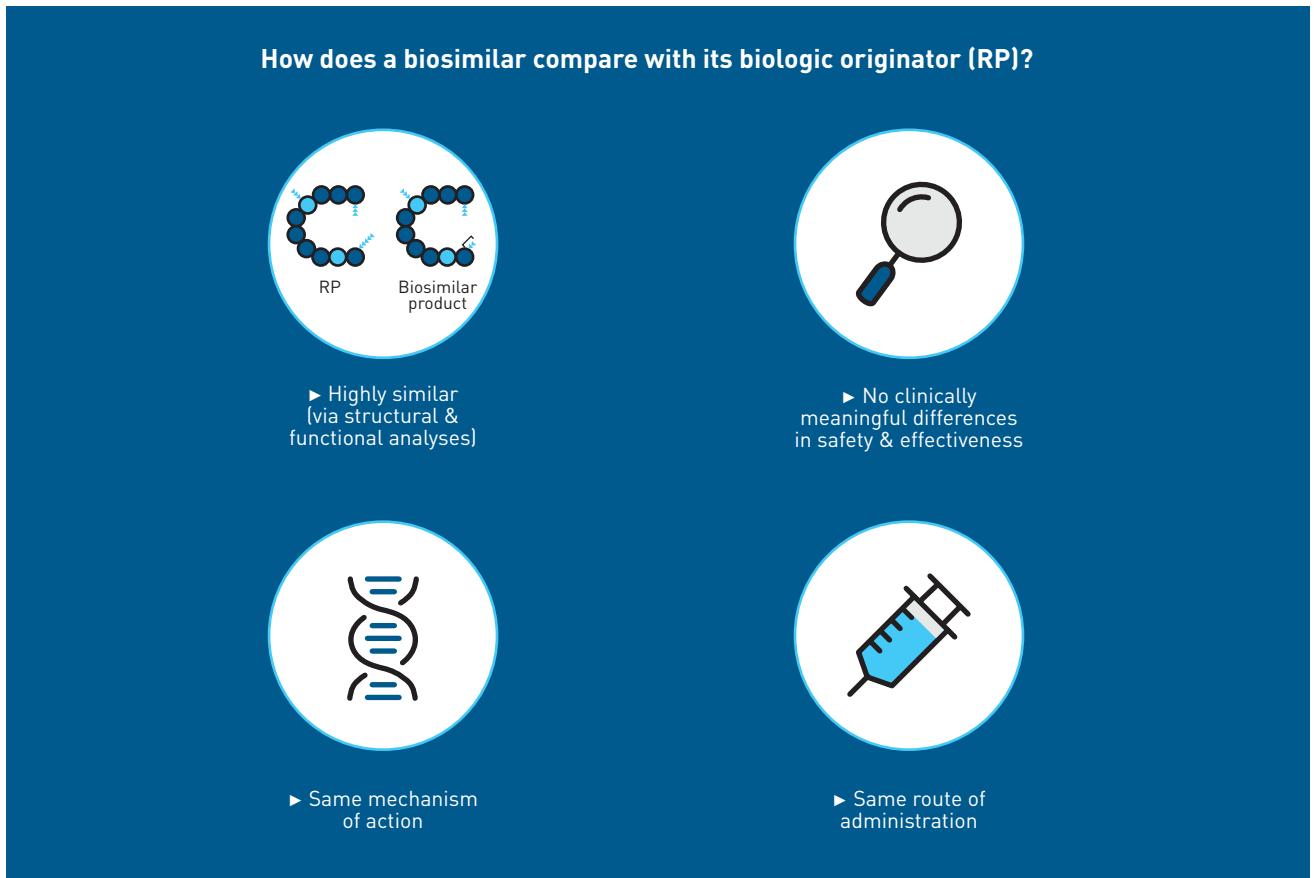 How does a biosimilar compare with its biologic originator (RP)?
RP
Biosimilar
product
► Highly similar
(via structural &
functional analyses)
► No clinically
meaningful differences
in safety & effectiveness
► Same mechanism
of action
► Same route of
administration